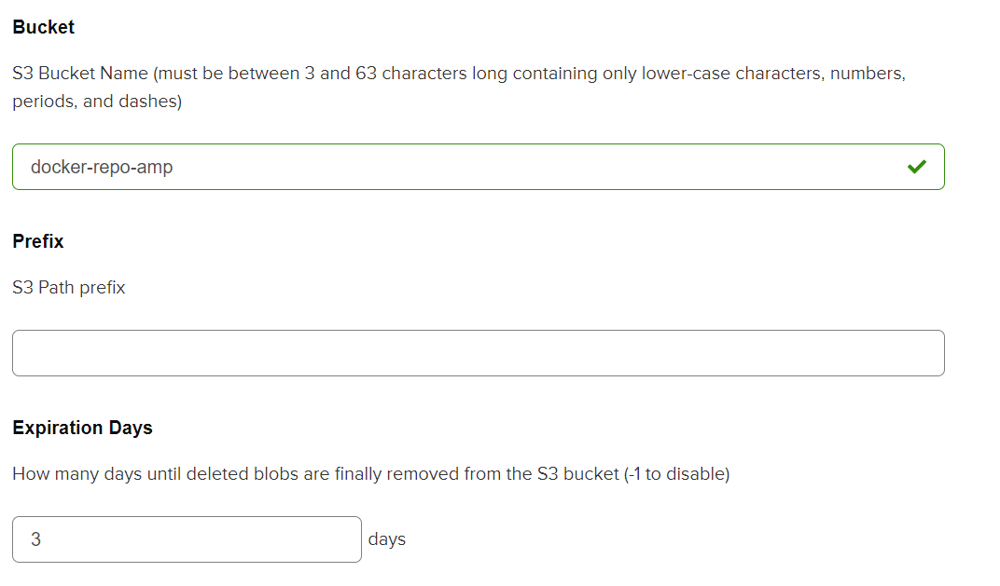 Bucket
S3 Bucket Name (must be between 3 and 63 characters long containing only lower-case characters, numbers,
periods, and dashes)
docker-repo-amp
Prefix
S3 Path prefix
Expiration Days
How many days until deleted blobs are finally removed from the S3 bucket (-1 to disable)
3 days